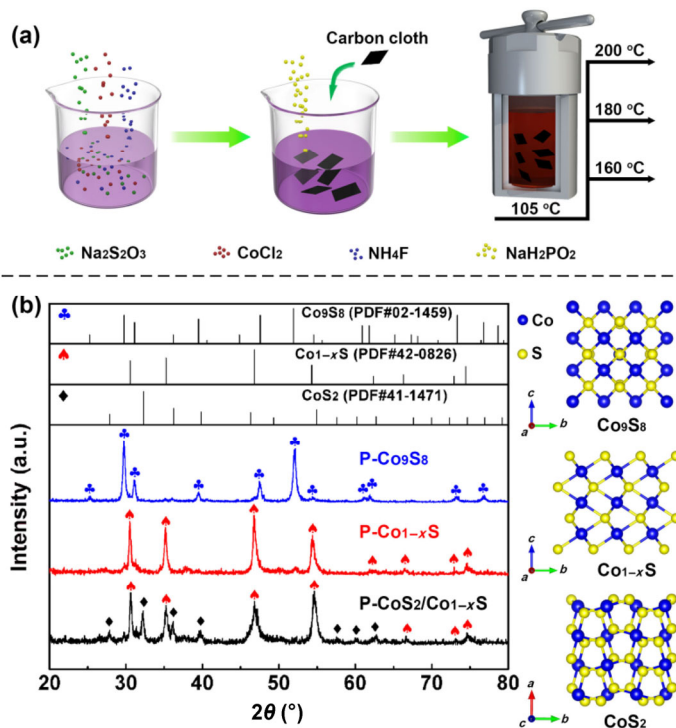 (a)
Carbon cloth
200 °C
180 °C
160 °C
105 °C
Na2S2O3 CoCl2 NH4F NaH2PO2
(b)
Co9S8 (PDF#02-1459)
Co1−xS (PDF#42-0826)
CoS2 (PDF#41-1471)
P-Co9S8
P-Co1−xS
P-CoS2/Co1−xS
Intensity (a.u.)
20 30 40 50 60 70 80
2θ (°)
Co
S
c
a b
Co9S8
c
a b
Co1−xS
a
c b
CoS2